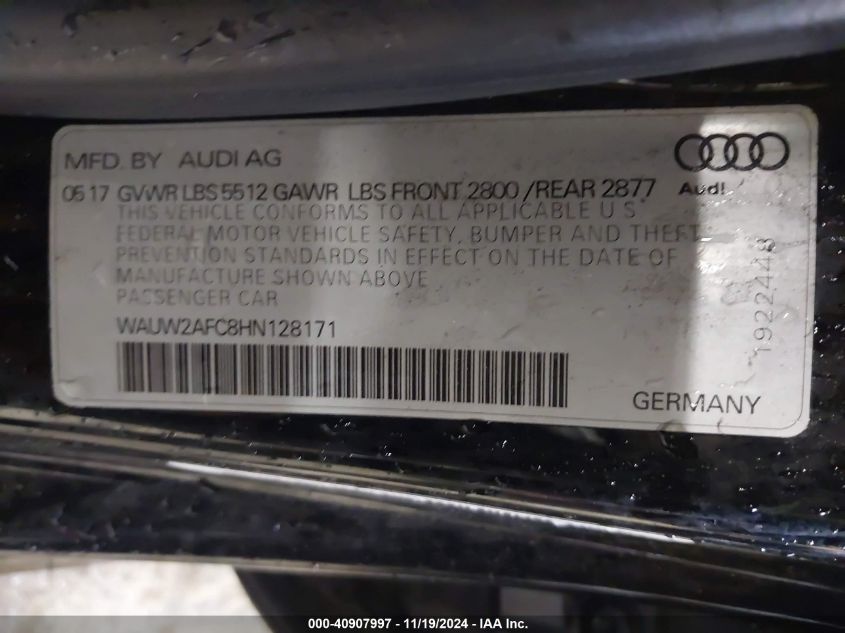 MFD. BY AUDI AG
05 17 GVWR LBS 5512 GAWR LBS FRONT 2800 / REAR 2877
Audi
THIS VEHICLE CONFORMS TO ALL APPLICABLE U S
FEDERAL MOTOR VEHICLE SAFETY, BUMPER AND THEFT
PREVENTION STANDARDS IN EFFECT ON THE DATE OF
MANUFACTURE SHOWN ABOVE
PASSENGER CAR
WAUW2AFC8HN128171
1922448
GERMANY
000-40907997 - 11/19/2024 - IAA Inc.